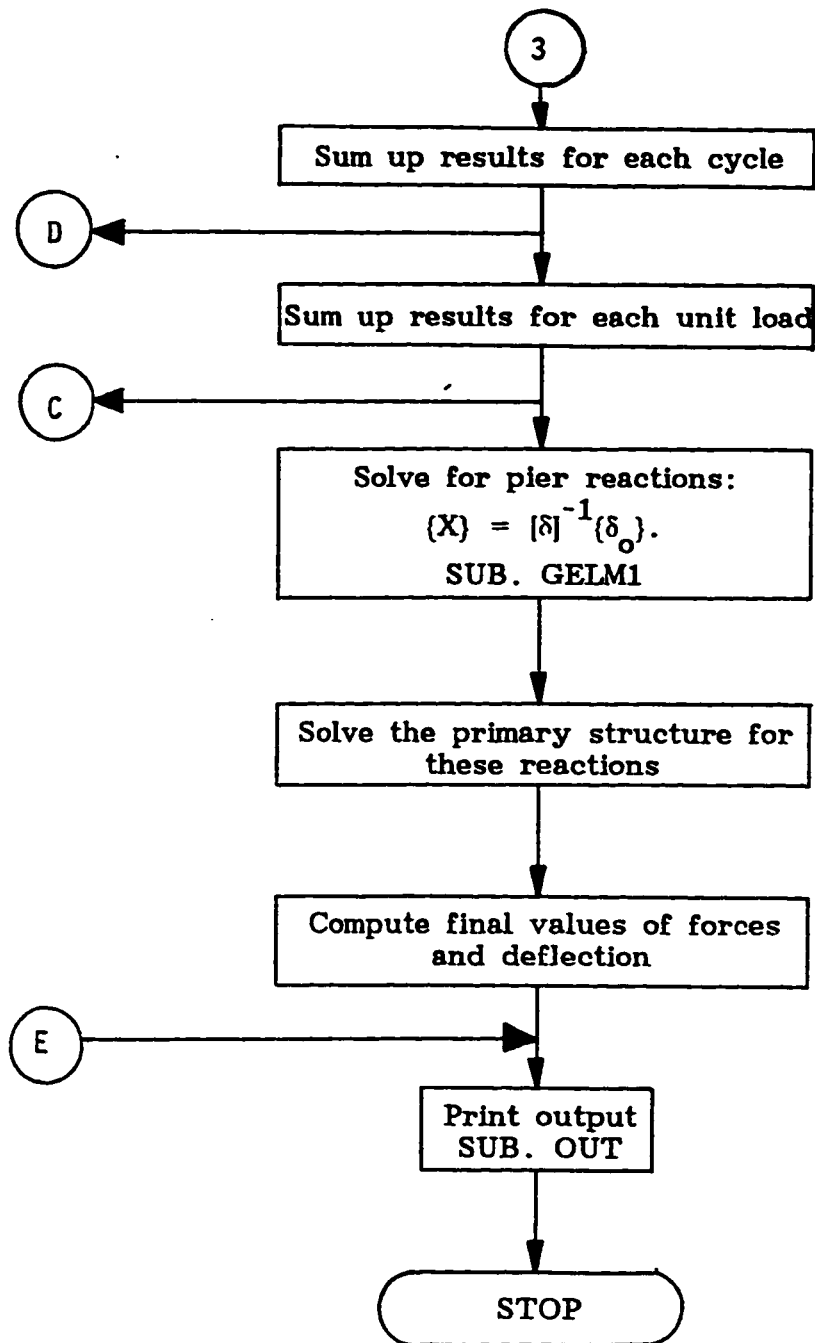 3
Sum up results for each cycle
D
Sum up results for each unit load
C
Solve for pier reactions:
{X} = [δ]⁻¹{δₒ}.
SUB. GELM1
Solve the primary structure for
these reactions
Compute final values of forces
and deflection
E
Print output
SUB. OUT
STOP